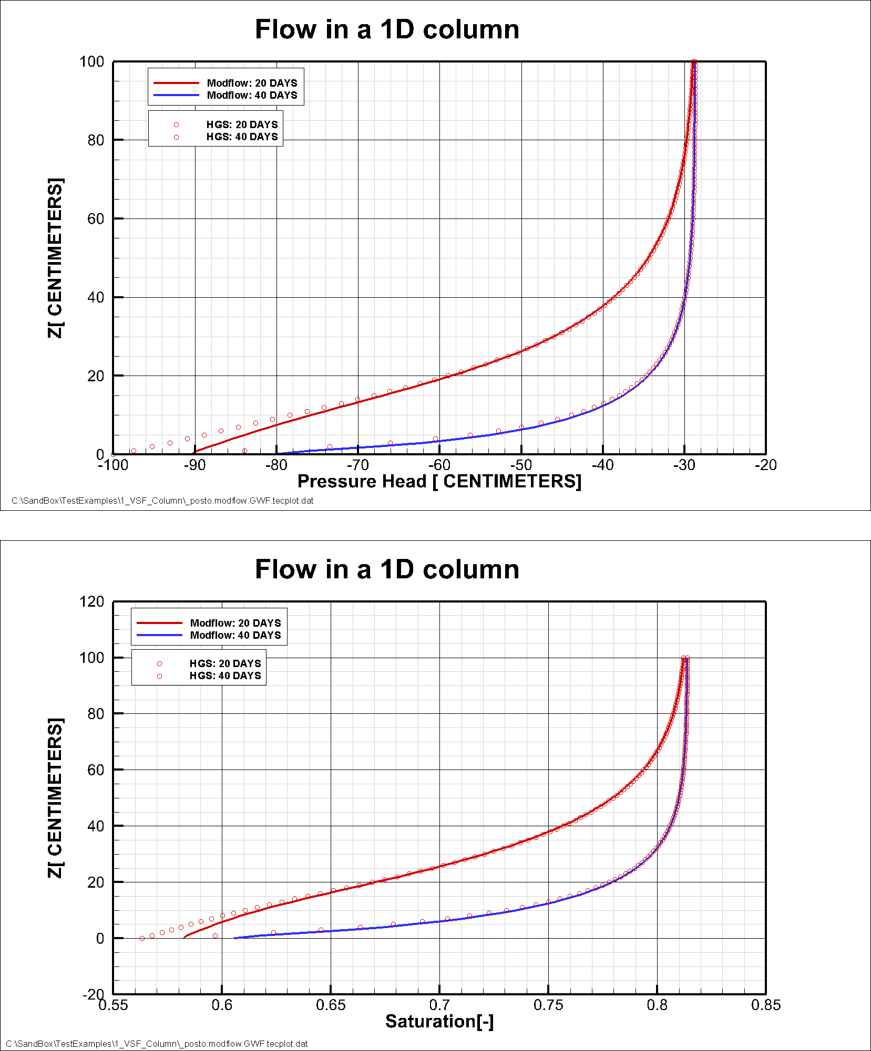 Flow in a 1D column
100
80
60
40
20
0
Z[ CENTIMETERS]
Modflow: 20 DAYS
Modflow: 40 DAYS
HGS: 20 DAYS
HGS: 40 DAYS
-100 -90 -80 -70 -60 -50 -40 -30 -20
Pressure Head [ CENTIMETERS]
C:\SandBox\TestExamples\1_VSF_Column\_posto.modflow.GWF.tecplot.dat
Flow in a 1D column
120
100
80
60
40
20
0
-20
Z[ CENTIMETERS]
Modflow: 20 DAYS
Modflow: 40 DAYS
HGS: 20 DAYS
HGS: 40 DAYS
0.55 0.6 0.65 0.7 0.75 0.8 0.85
Saturation[-]
C:\SandBox\TestExamples\1_VSF_Column\_posto.modflow.GWF.tecplot.dat